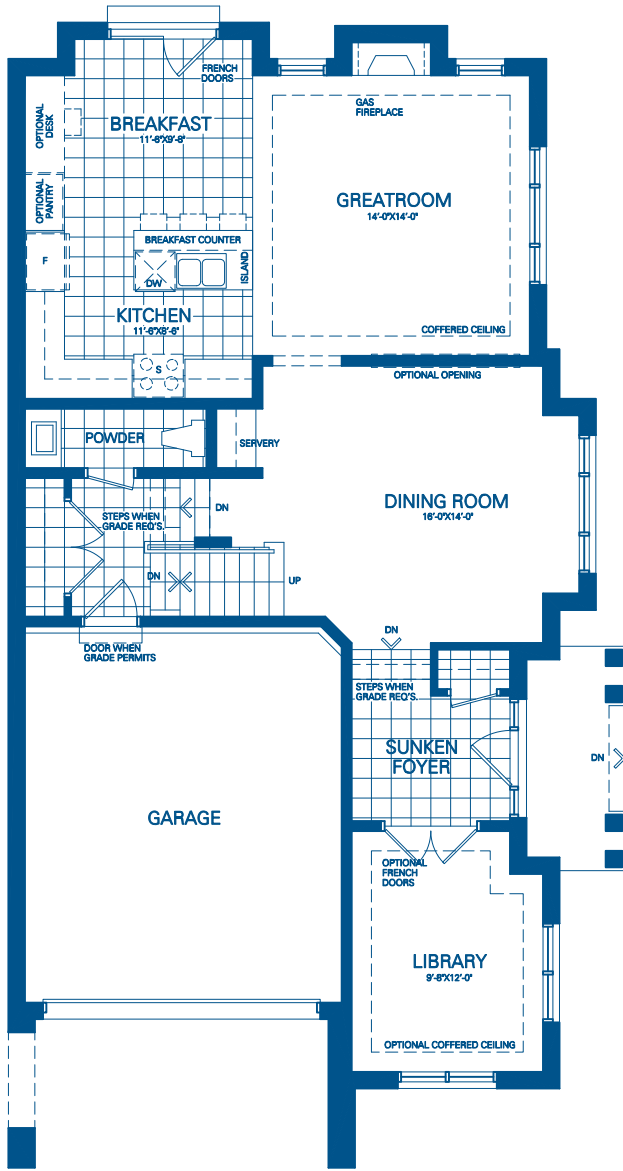 FRENCH
DOORS
BREAKFAST
11'-6"X9'-8"
OPTIONAL
DESK
GAS
FIREPLACE
OPTIONAL
PANTRY
GREATROOM
14'-0"X14'-0"
BREAKFAST COUNTER
F
ISLAND
DW
KITCHEN
11'-6"X8'-6"
COFFERED CEILING
S
OPTIONAL OPENING
POWDER
SERVERY
DINING ROOM
16'-0"X14'-0"
STEPS WHEN
GRADE REQ'S.
DN
DN
UP
DN
DOOR WHEN
GRADE PERMITS
STEPS WHEN
GRADE REQ'S.
SUNKEN
FOYER
DN
GARAGE
OPTIONAL
FRENCH
DOORS
LIBRARY
9'-8"X12'-0"
OPTIONAL COFFERED CEILING